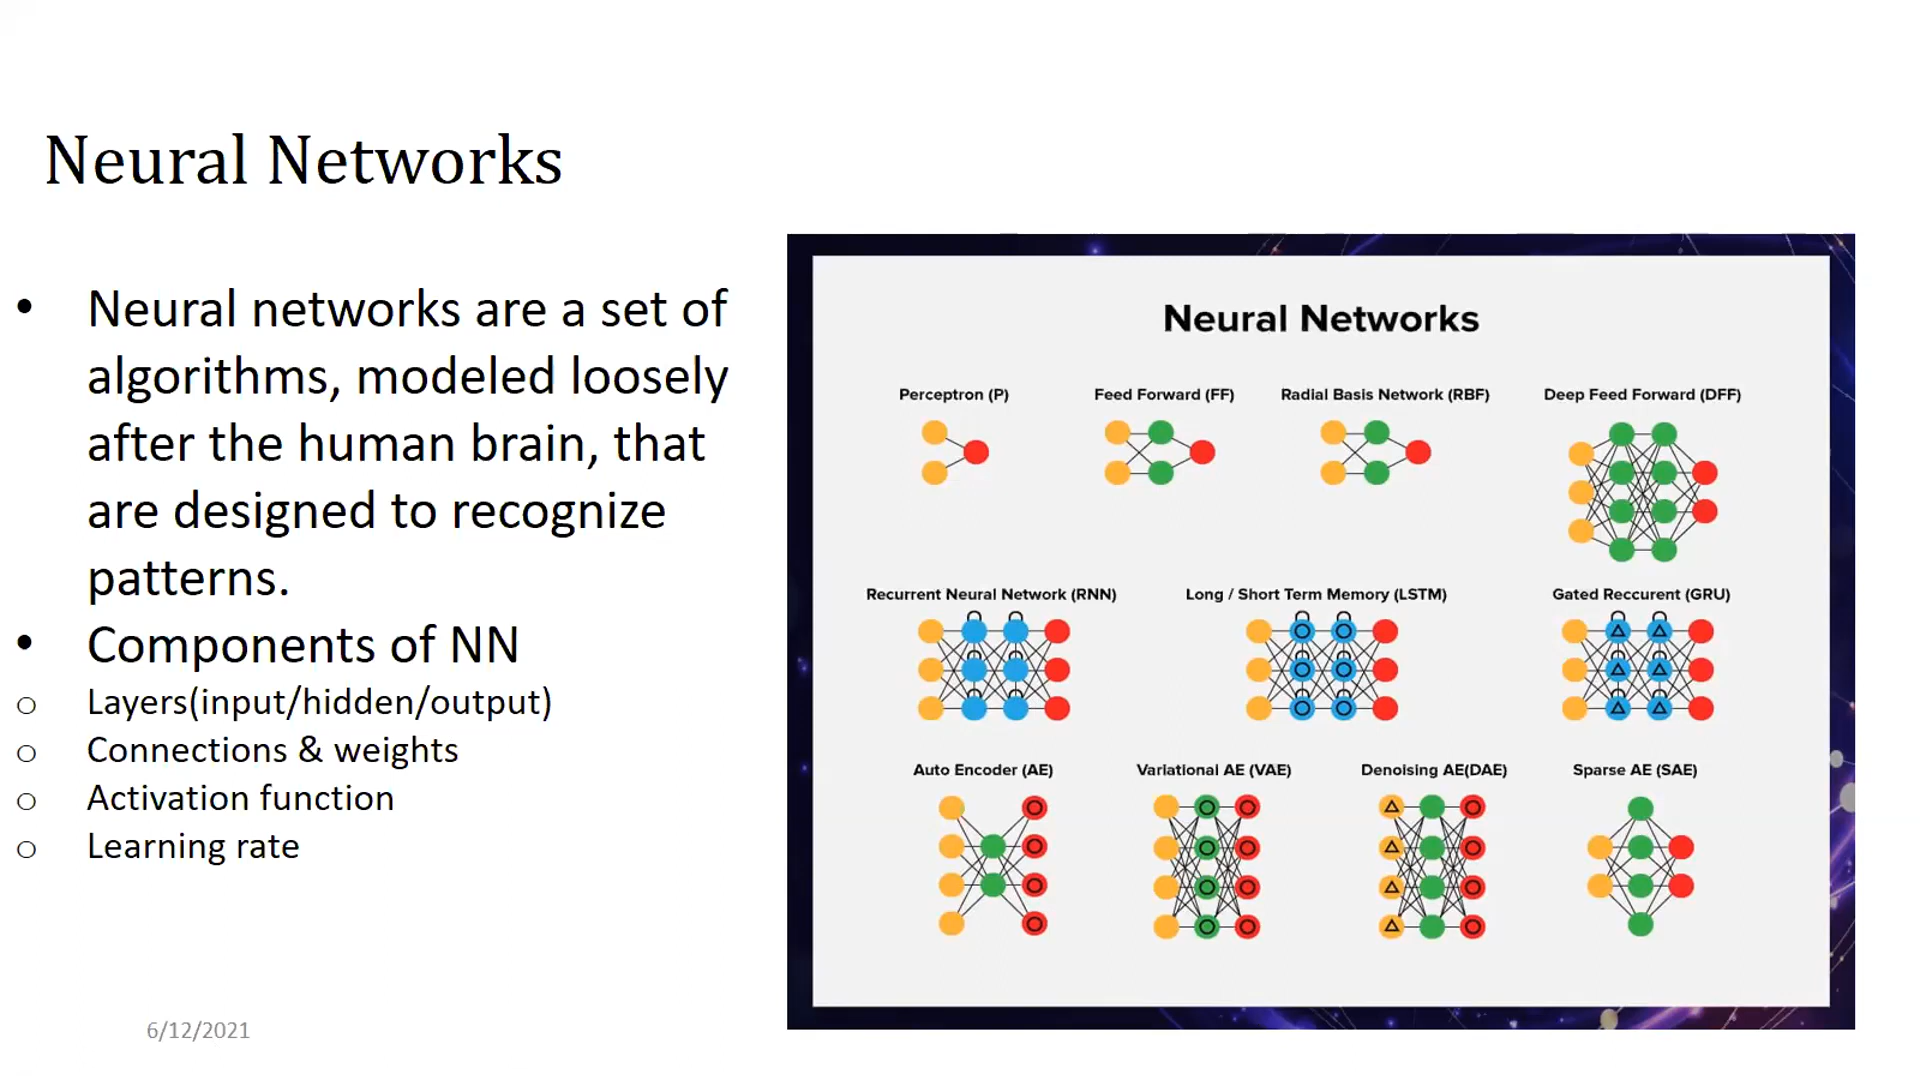 Neural Networks
• Neural networks are a set of
algorithms, modeled loosely
after the human brain, that
are designed to recognize
patterns.
• Components of NN
o Layers(input/hidden/output)
o Connections & weights
o Activation function
o Learning rate
6/12/2021
Neural Networks
Perceptron (P)
Feed Forward (FF)
Radial Basis Network (RBF)
Deep Feed Forward (DFF)
Recurrent Neural Network (RNN)
Long / Short Term Memory (LSTM)
Gated Reccurent (GRU)
Auto Encoder (AE)
Variational AE (VAE)
Denoising AE(DAE)
Sparse AE (SAE)